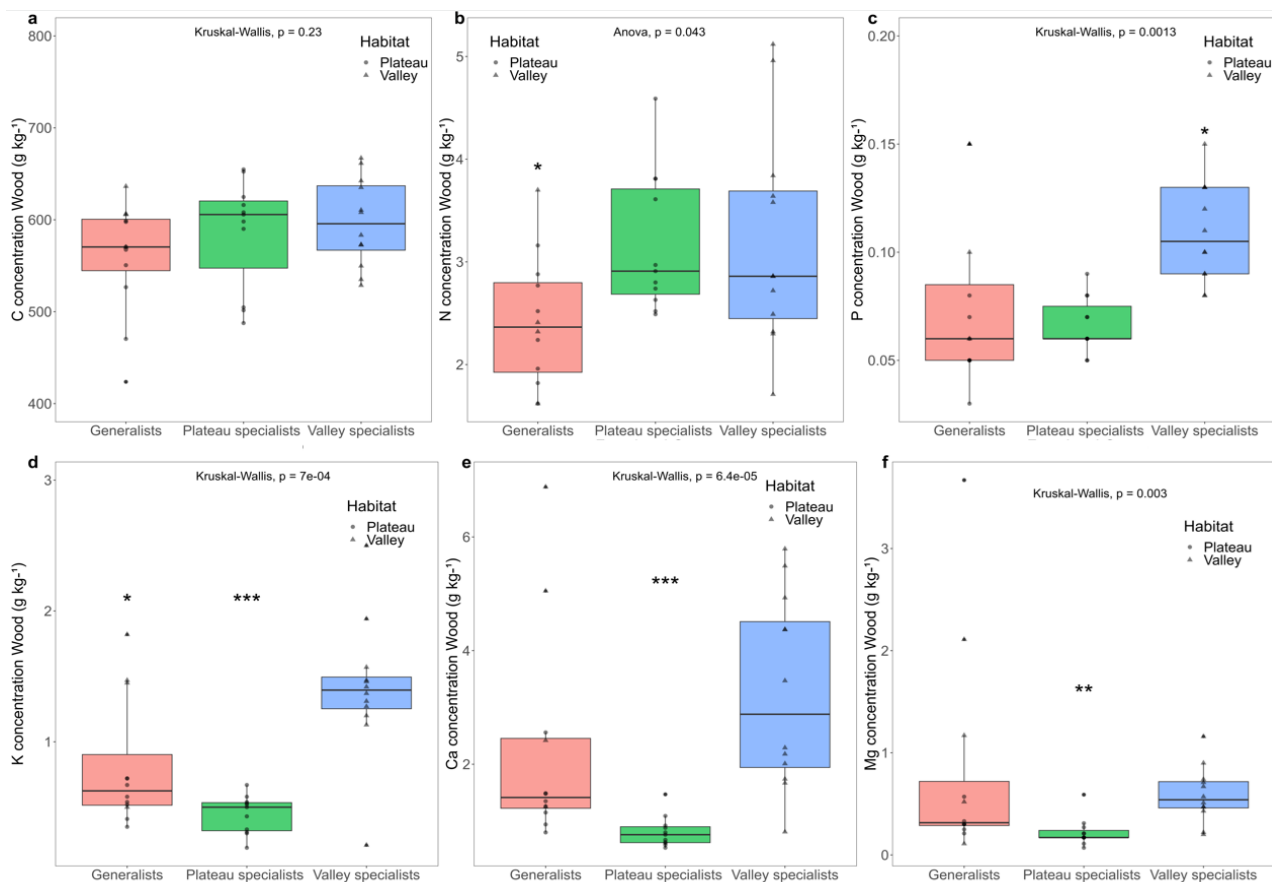 a
Kruskal-Wallis, p = 0.23
Habitat
Plateau
Valley
800
700
600
500
400
C concentration Wood (g kg-¹)
Generalists
Plateau specialists
Valley specialists
b
Anova, p = 0.043
Habitat
Plateau
Valley
5
4
3
2
N concentration Wood (g kg-¹)
*
Generalists
Plateau specialists
Valley specialists
c
Kruskal-Wallis, p = 0.0013
Habitat
Plateau
Valley
0.20
0.15
0.10
0.05
P concentration Wood (g kg-¹)
*
Generalists
Plateau specialists
Valley specialists
d
Kruskal-Wallis, p = 7e-04
Habitat
Plateau
Valley
3
2
1
K concentration Wood (g kg-¹)
*
***
Generalists
Plateau specialists
Valley specialists
e
Kruskal-Wallis, p = 6.4e-05
Habitat
Plateau
Valley
6
4
2
Ca concentration Wood (g kg-¹)
***
Generalists
Plateau specialists
Valley specialists
f
Kruskal-Wallis, p = 0.003
Habitat
Plateau
Valley
3
2
1
0
Mg concentration Wood (g kg-¹)
**
Generalists
Plateau specialists
Valley specialists